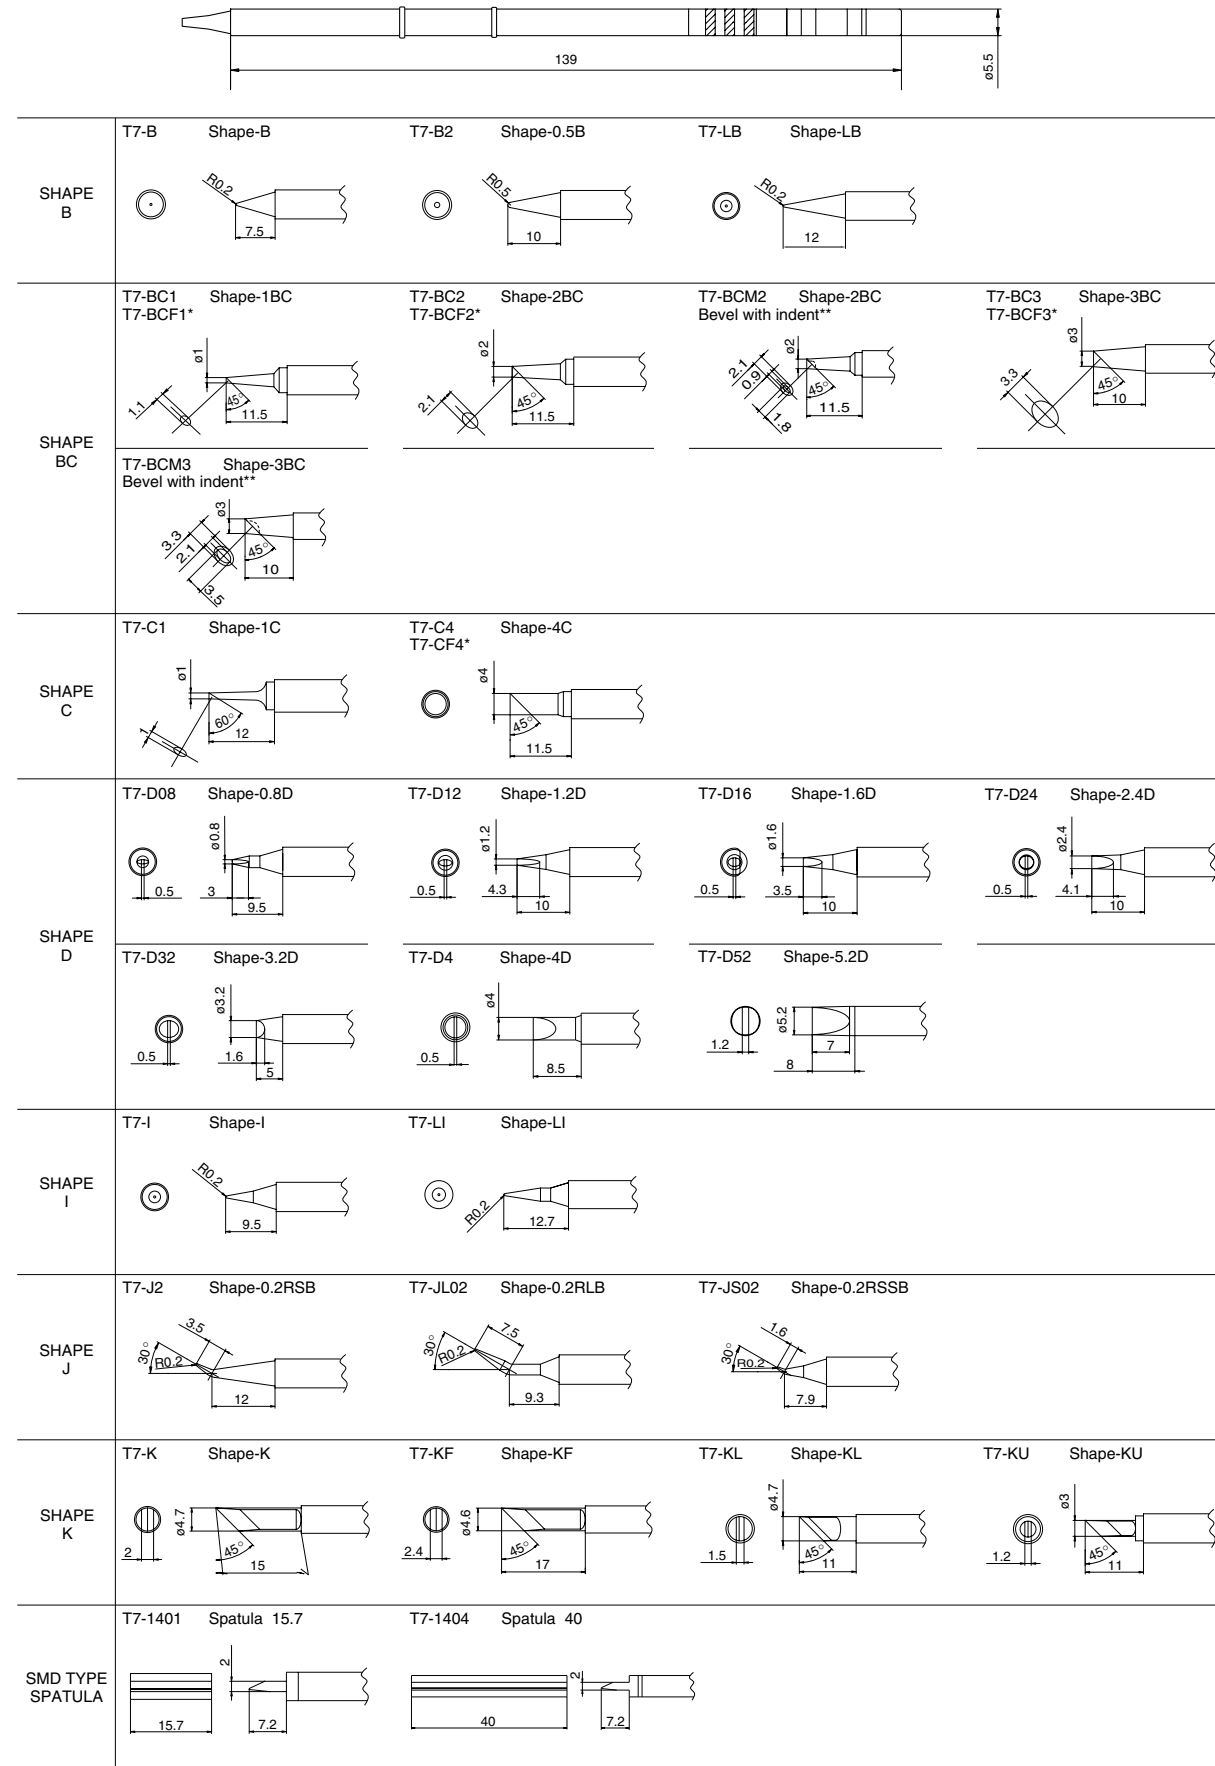 139
ø5.5
SHAPE
B
T7-B Shape-B
R0.2
7.5
T7-B2 Shape-0.5B
R0.5
10
T7-LB Shape-LB
R0.2
12
SHAPE
BC
T7-BC1 Shape-1BC
T7-BCF1*
ø1
1.1
45°
11.5
T7-BC2 Shape-2BC
T7-BCF2*
ø2
2.1
45°
11.5
T7-BCM2 Shape-2BC
Bevel with indent**
ø2
2.1
0.9
1.8
45°
11.5
T7-BC3 Shape-3BC
T7-BCF3*
ø3
3.3
45°
10
T7-BCM3 Shape-3BC
Bevel with indent**
ø3
3.3
2.1
3.5
45°
10
SHAPE
C
T7-C1 Shape-1C
ø1
1
60°
12
T7-C4 Shape-4C
T7-CF4*
ø4
45°
11.5
SHAPE
D
T7-D08 Shape-0.8D
ø0.8
0.5
3
9.5
T7-D12 Shape-1.2D
ø1.2
0.5
4.3
10
T7-D16 Shape-1.6D
ø1.6
0.5
3.5
10
T7-D24 Shape-2.4D
ø2.4
0.5
4.1
10
T7-D32 Shape-3.2D
ø3.2
0.5
1.6
5
T7-D4 Shape-4D
ø4
0.5
8.5
T7-D52 Shape-5.2D
ø5.2
1.2
7
8
SHAPE
I
T7-I Shape-I
R0.2
9.5
T7-LI Shape-LI
R0.2
12.7
SHAPE
J
T7-J2 Shape-0.2RSB
3.5
30°
R0.2
12
T7-JL02 Shape-0.2RLB
7.5
30°
R0.2
9.3
T7-JS02 Shape-0.2RSSB
1.6
30°
R0.2
7.9
SHAPE
K
T7-K Shape-K
ø4.7
2
45°
15
T7-KF Shape-KF
ø4.6
2.4
45°
17
T7-KL Shape-KL
ø4.7
1.5
45°
11
T7-KU Shape-KU
ø3
1.2
45°
11
SMD TYPE
SPATULA
T7-1401 Spatula 15.7
2
15.7
7.2
T7-1404 Spatula 40
2
40
7.2